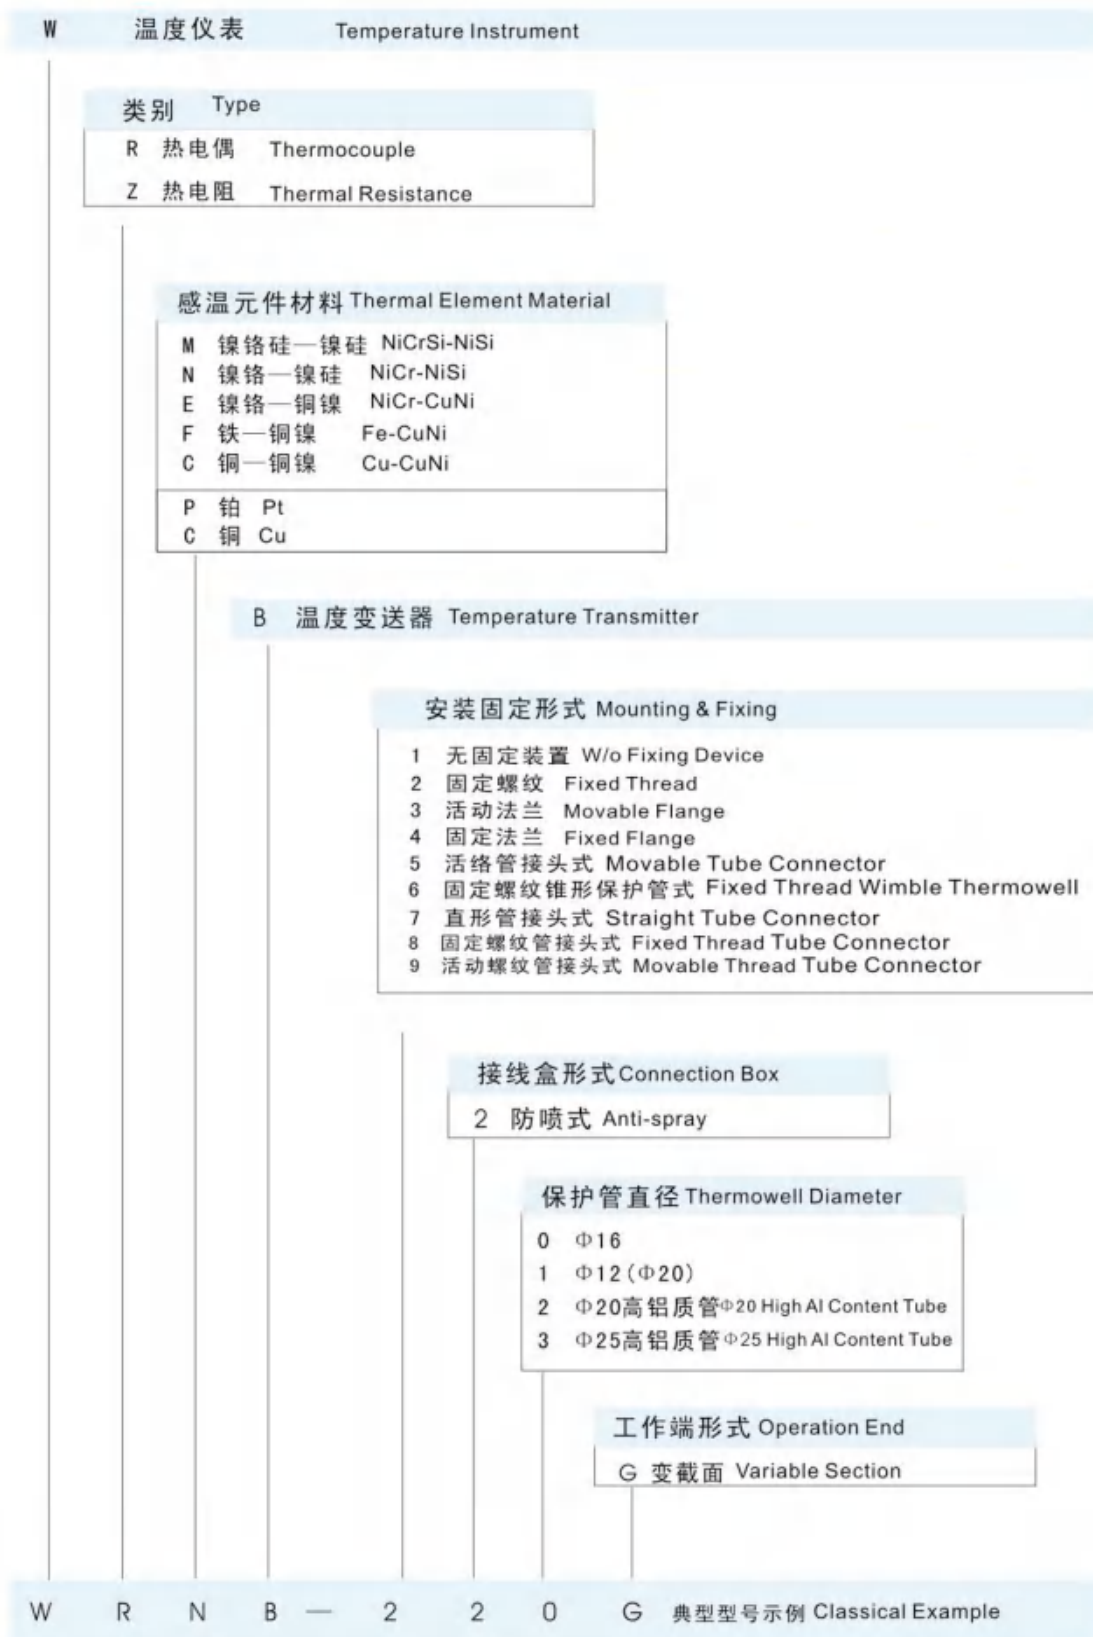 W 温度仪表 Temperature Instrument
类别 Type
R 热电偶 Thermocouple
Z 热电阻 Thermal Resistance
感温元件材料 Thermal Element Material
M 镍铬硅—镍硅 NiCrSi-NiSi
N 镍铬—镍硅 NiCr-NiSi
E 镍铬—铜镍 NiCr-CuNi
F 铁—铜镍 Fe-CuNi
C 铜—铜镍 Cu-CuNi
P 铂 Pt
C 铜 Cu
B 温度变送器 Temperature Transmitter
安装固定形式 Mounting & Fixing
1 无固定装置 W/o Fixing Device
2 固定螺纹 Fixed Thread
3 活动法兰 Movable Flange
4 固定法兰 Fixed Flange
5 活络管接头式 Movable Tube Connector
6 固定螺纹锥形保护管式 Fixed Thread Wimble Thermowell
7 直形管接头式 Straight Tube Connector
8 固定螺纹管接头式 Fixed Thread Tube Connector
9 活动螺纹管接头式 Movable Thread Tube Connector
接线盒形式 Connection Box
2 防喷式 Anti-spray
保护管直径 Thermowell Diameter
0 Φ16
1 Φ12(Φ20)
2 Φ20高铝质管Φ20 High Al Content Tube
3 Φ25高铝质管Φ25 High Al Content Tube
工作端形式 Operation End
G 变截面 Variable Section
W R N B — 2 2 0 G 典型型号示例 Classical Example